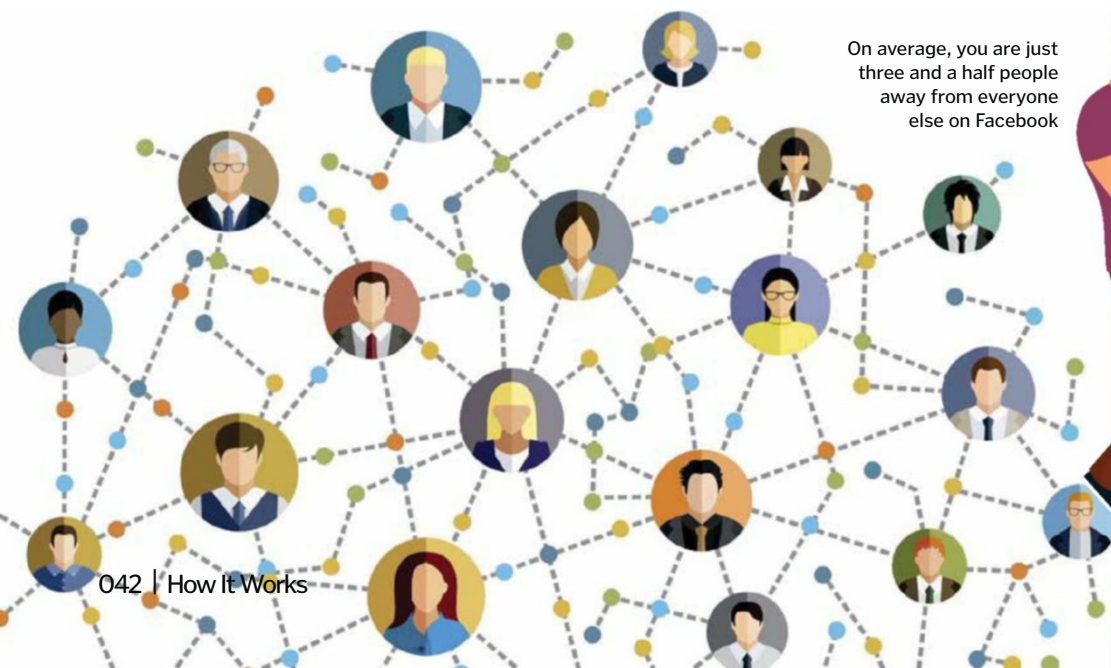 On average, you are just
three and a half people
away from everyone
else on Facebook
042 | How It Works